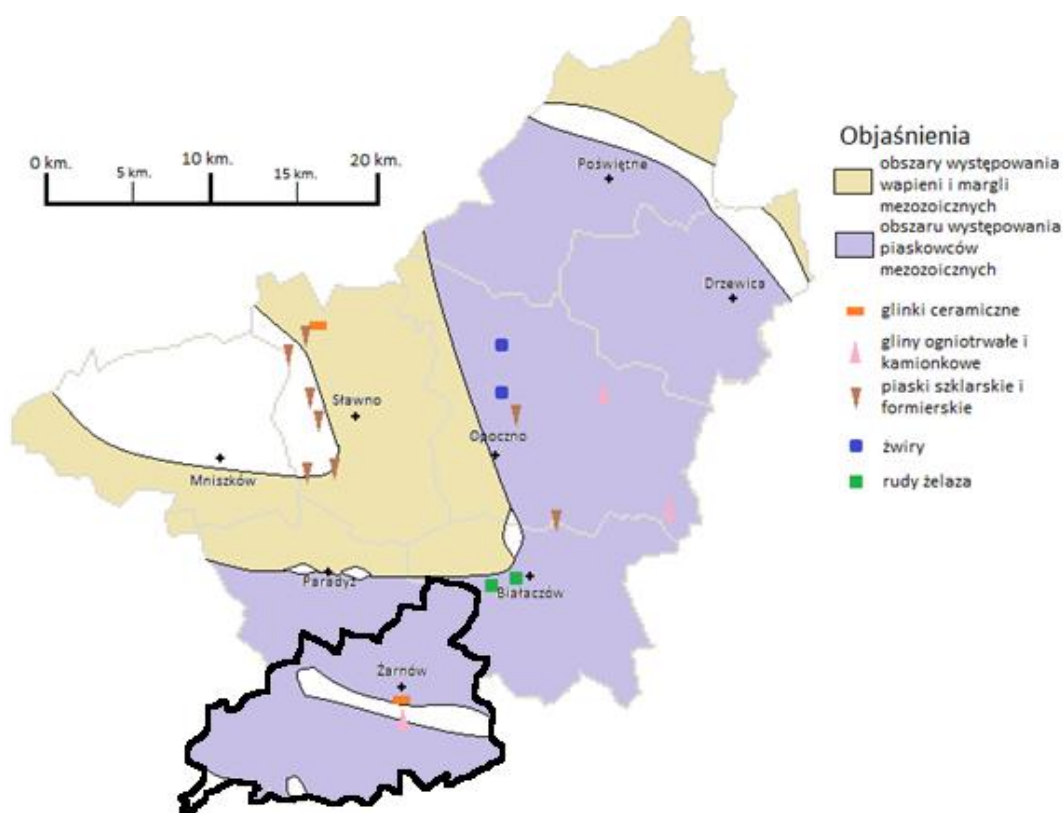 0 km.
5 km.
10 km.
15 km.
20 km.
Poświętne
Drzewica
Sławno
Opoczno
Mniszków
Paradyż
Białaczów
Żarnów
Objaśnienia
obszary występowania
wapieni i margli
mezozoicznych
obszaru występowania
piaskowców
mezozoicznych
glinki ceramiczne
gliny ogniotrwałe i
kamionkowe
piaski szklarskie i
formierskie
żwiry
rudy żelaza